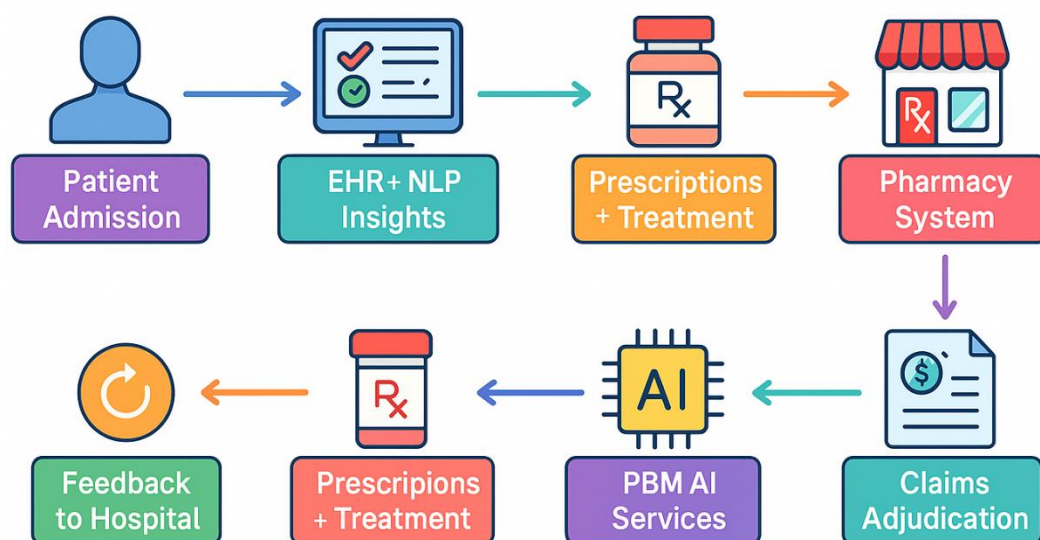 Rx
Rx
Patient
Admission
EHR+ NLP
Insights
Prescriptions
+ Treatment
Pharmacy
System
$
Rx
AI
Feedback
to Hospital
Prescripions
+ Treatment
PBM AI
Services
Claims
Adjudication